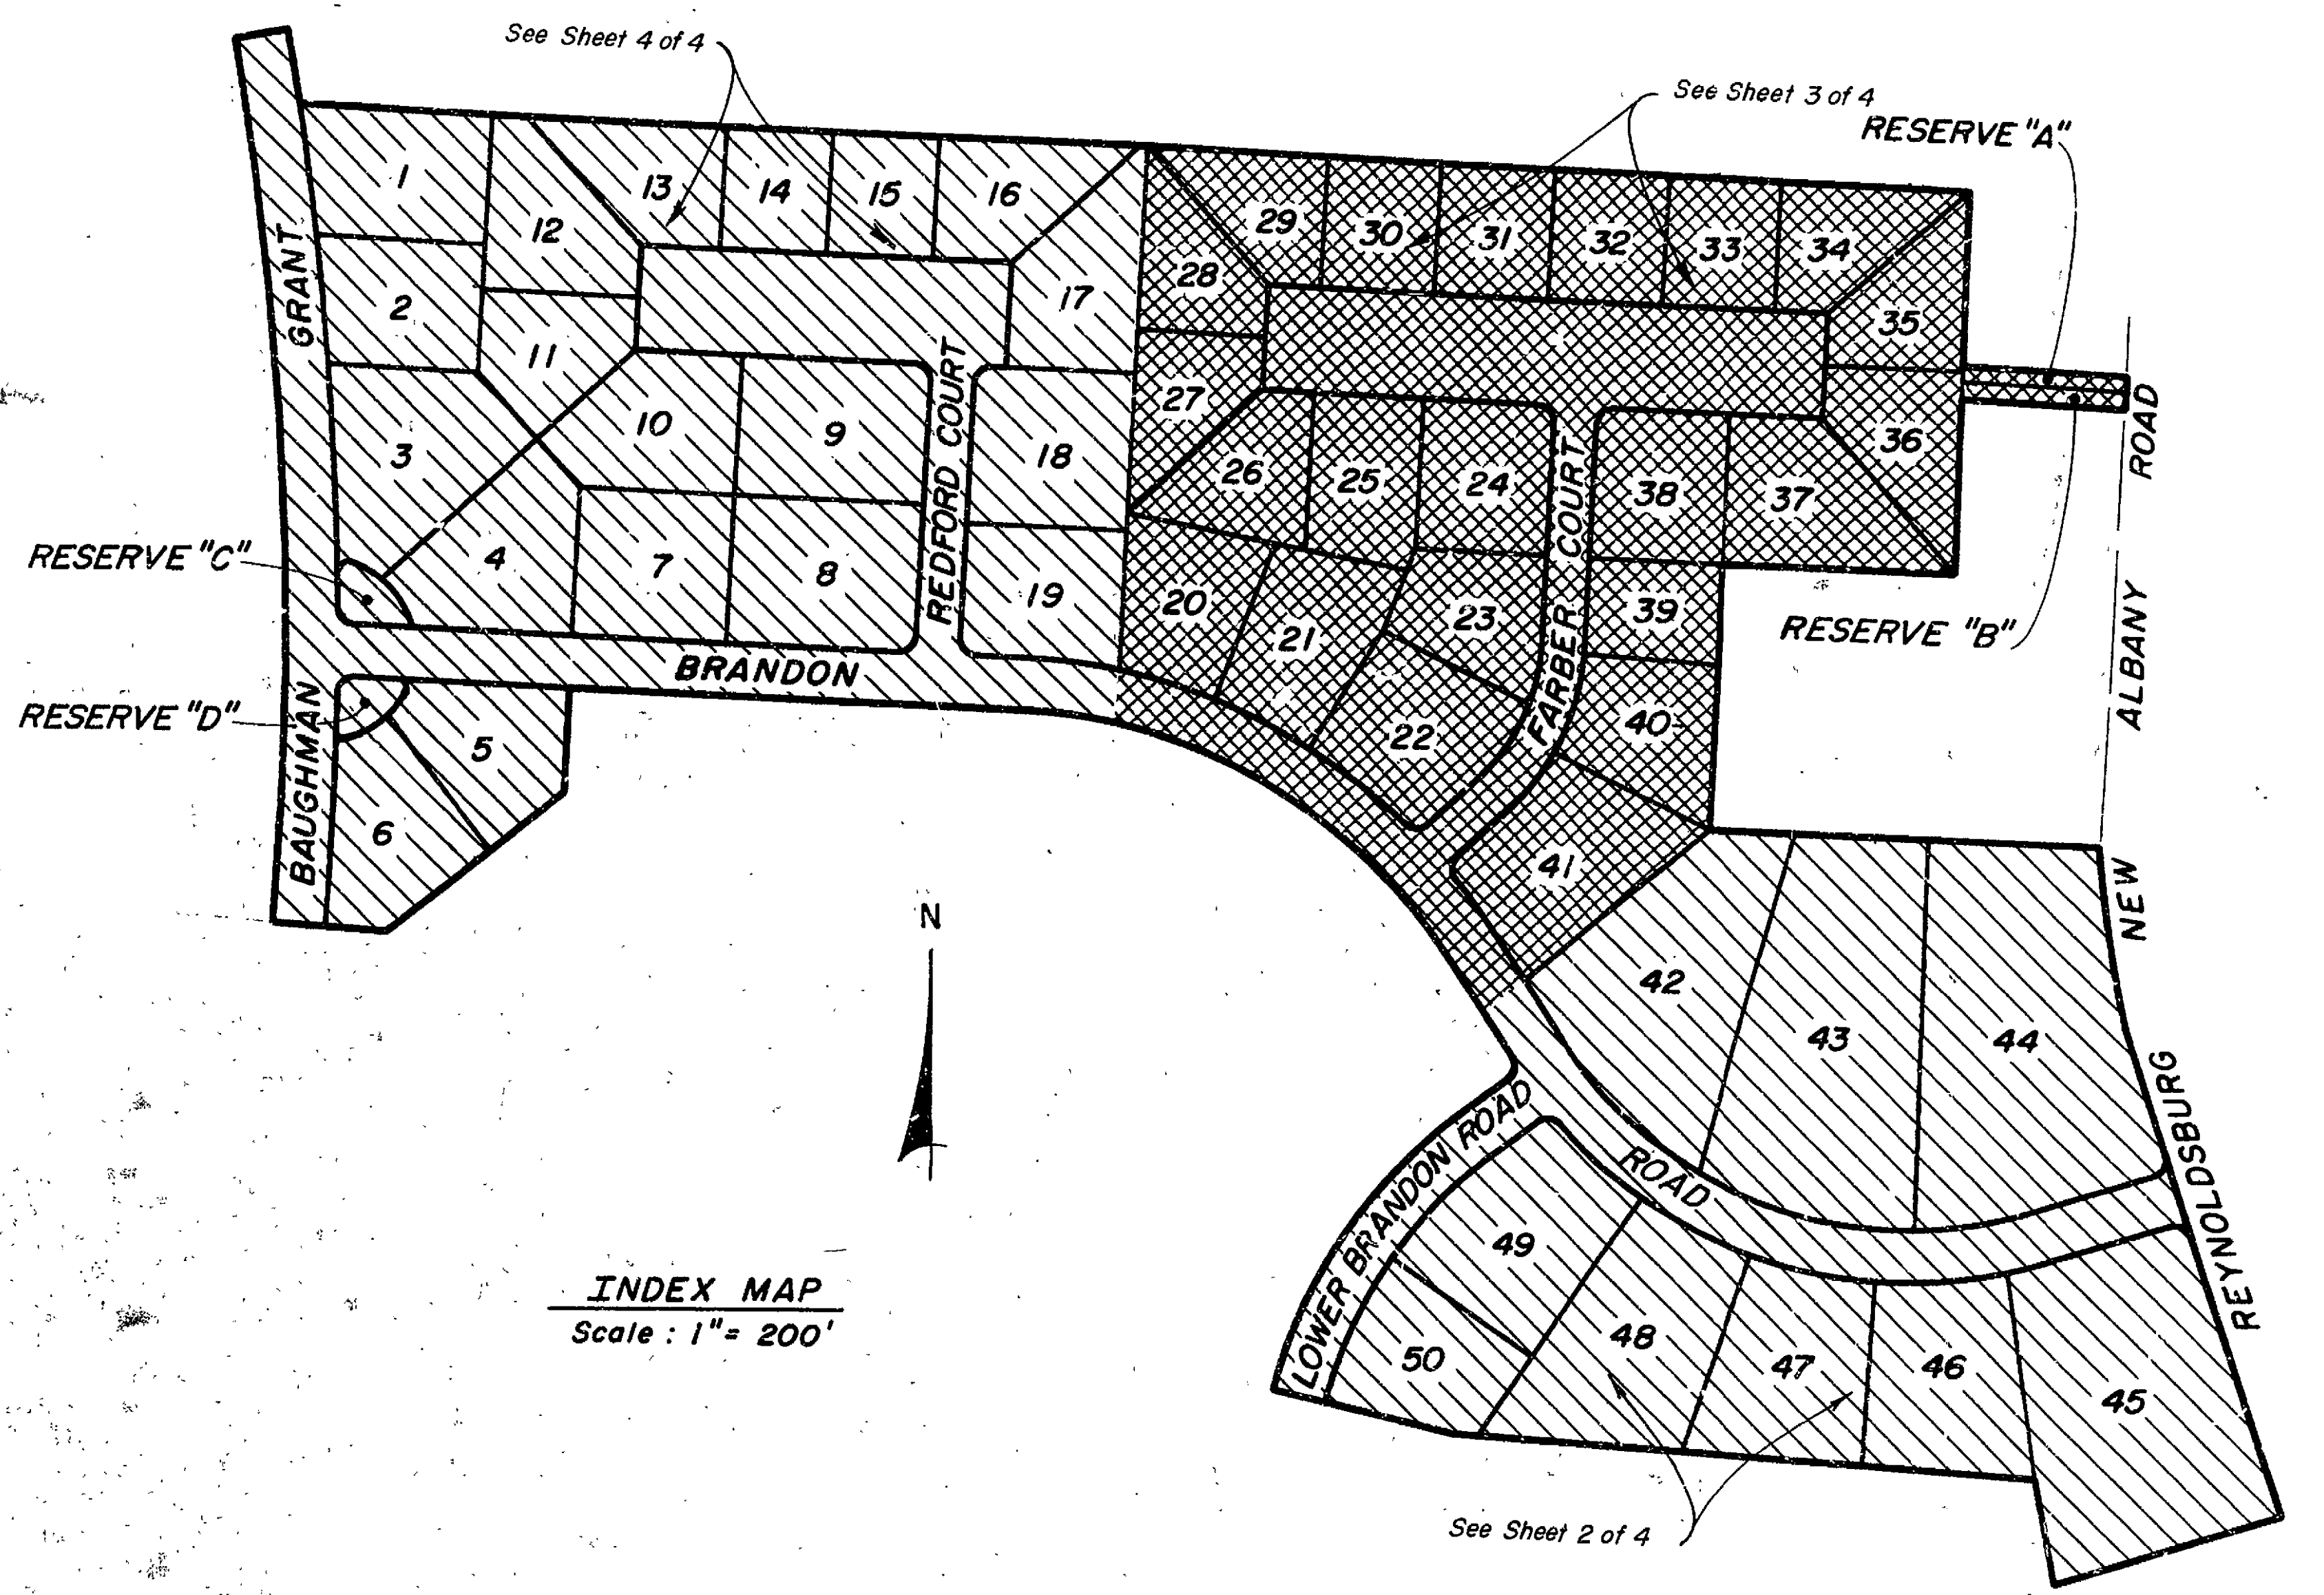 See Sheet 4 of 4
See Sheet 3 of 4
RESERVE "A"
1
12
13
14
15
16
29
30
31
32
33
34
2
11
28
17
35
GRANT
3
10
9
18
27
26
25
24
38
37
36
REDFORD COURT
FARBER COURT
ROAD
RESERVE "C"
4
7
8
19
20
21
23
39
RESERVE "B"
ALBANY
BRANDON
RESERVE "D"
BAUGHMAN
5
22
40
6
41
NEW
N
42
43
44
REYNOLDSBURG
LOWER BRANDON ROAD
ROAD
49
INDEX MAP
Scale : 1" = 200'
50
48
47
46
45
See Sheet 2 of 4